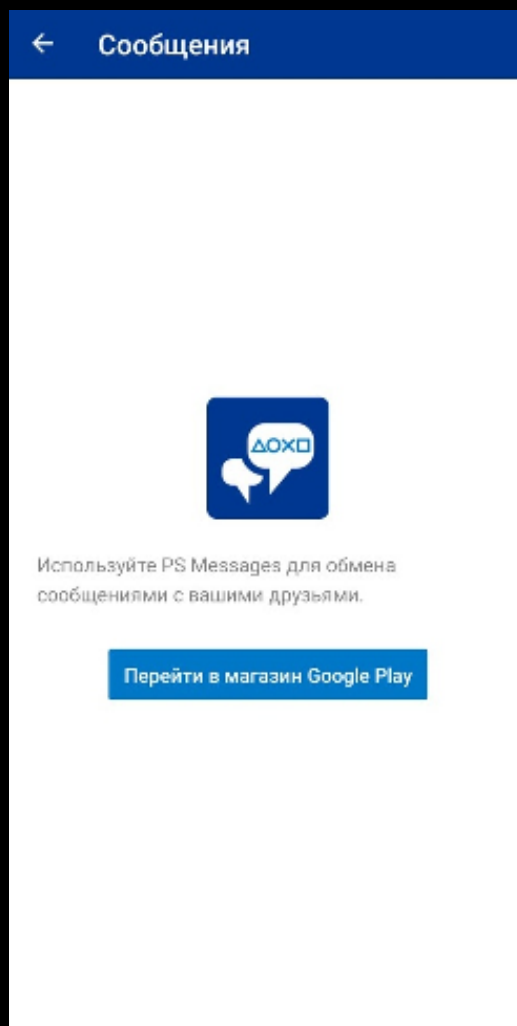 Сообщения
Используйте PS Messages для обмена
сообщениями с вашими друзьями.
Перейти в магазин Google Play